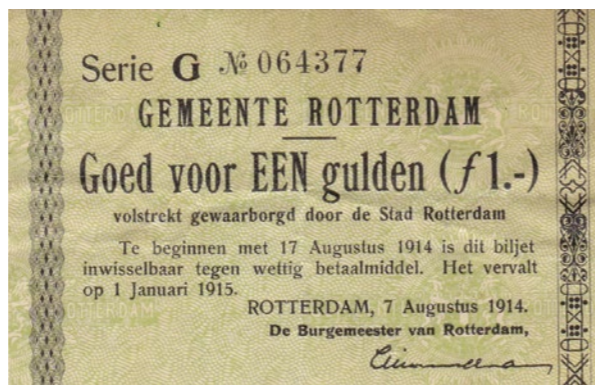 Serie G № 064377
GEMEENTE ROTTERDAM
Goed voor EEN gulden (ƒ1.-)
volstrekt gewaarborgd door de Stad Rotterdam
Te beginnen met 17 Augustus 1914 is dit biljet
inwisselbaar tegen wettig betaalmiddel. Het vervalt
op 1 Januari 1915.
ROTTERDAM, 7 Augustus 1914.
De Burgemeester van Rotterdam,